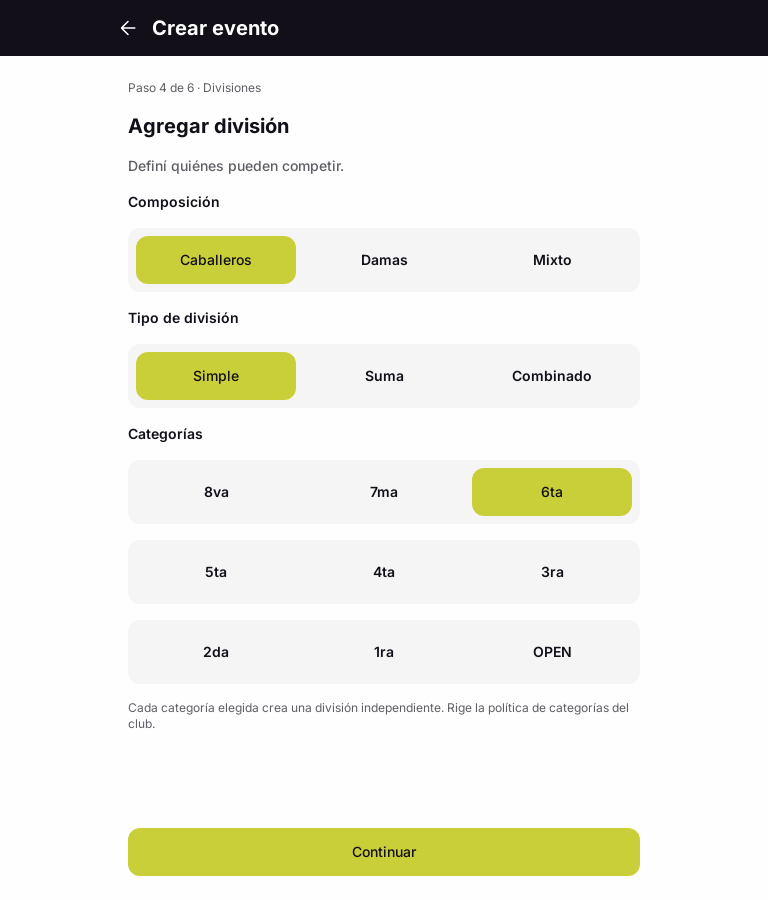 Crear evento
Paso 4 de 6 · Divisiones
Agregar división
Definí quiénes pueden competir.
Composición
Caballeros Damas Mixto
Tipo de división
Simple Suma Combinado
Categorías
8va 7ma 6ta
5ta 4ta 3ra
2da 1ra OPEN
Cada categoría elegida crea una división independiente. Rige la política de categorías del
club.
Continuar